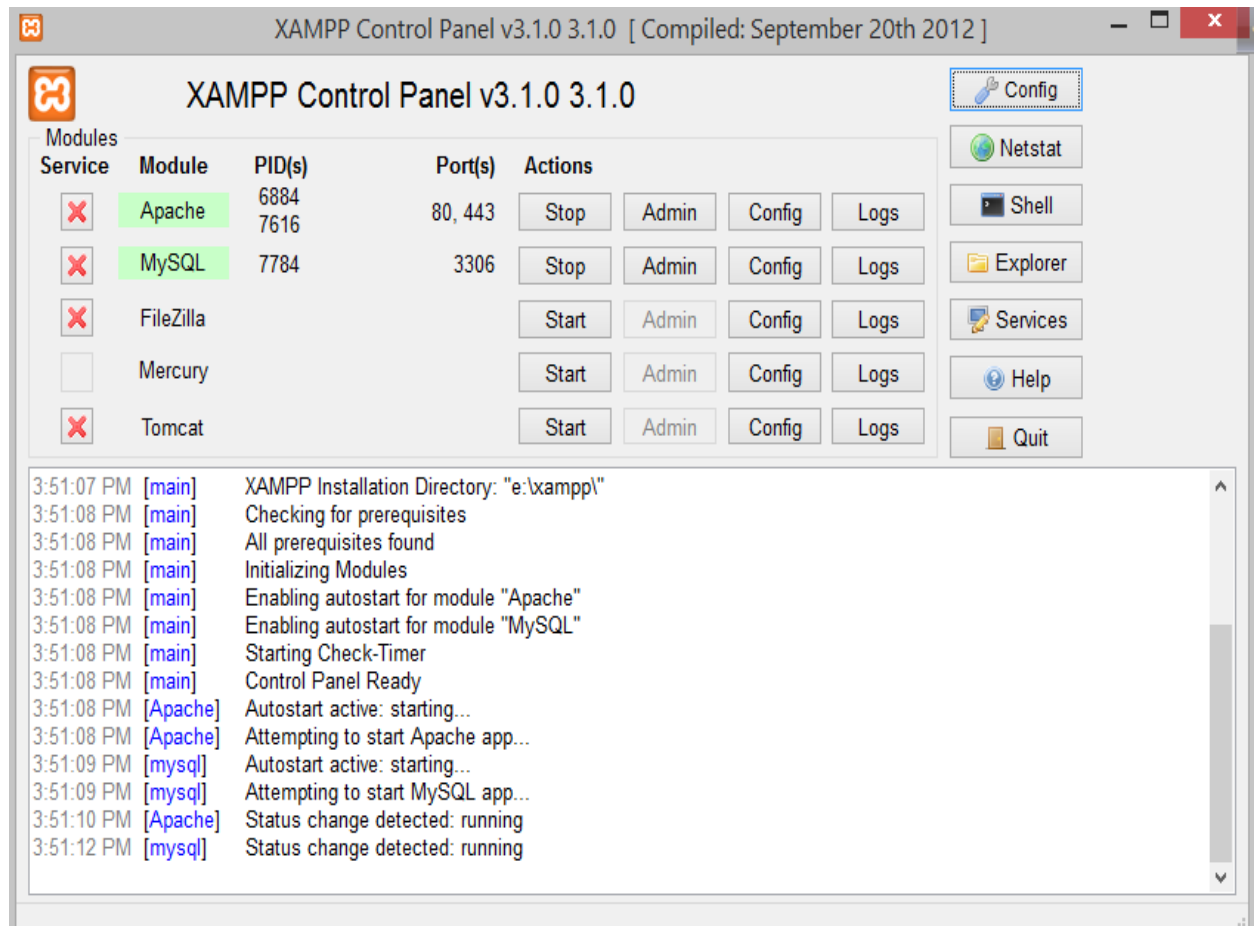 XAMPP Control Panel v3.1.0 3.1.0 [ Compiled: September 20th 2012 ]
XAMPP Control Panel v3.1.0 3.1.0
Config
Modules
Netstat
Service Module PID(s) Port(s) Actions
Apache 6884 80, 443 Stop Admin Config Logs
7616
Shell
MySQL 7784 3306 Stop Admin Config Logs
Explorer
FileZilla Start Admin Config Logs
Services
Mercury Start Admin Config Logs
Help
Tomcat Start Admin Config Logs
Quit
3:51:07 PM [main] XAMPP Installation Directory: "e:\xampp\"
3:51:08 PM [main] Checking for prerequisites
3:51:08 PM [main] All prerequisites found
3:51:08 PM [main] Initializing Modules
3:51:08 PM [main] Enabling autostart for module "Apache"
3:51:08 PM [main] Enabling autostart for module "MySQL"
3:51:08 PM [main] Starting Check-Timer
3:51:08 PM [main] Control Panel Ready
3:51:08 PM [Apache] Autostart active: starting...
3:51:08 PM [Apache] Attempting to start Apache app...
3:51:09 PM [mysql] Autostart active: starting...
3:51:09 PM [mysql] Attempting to start MySQL app...
3:51:10 PM [Apache] Status change detected: running
3:51:12 PM [mysql] Status change detected: running